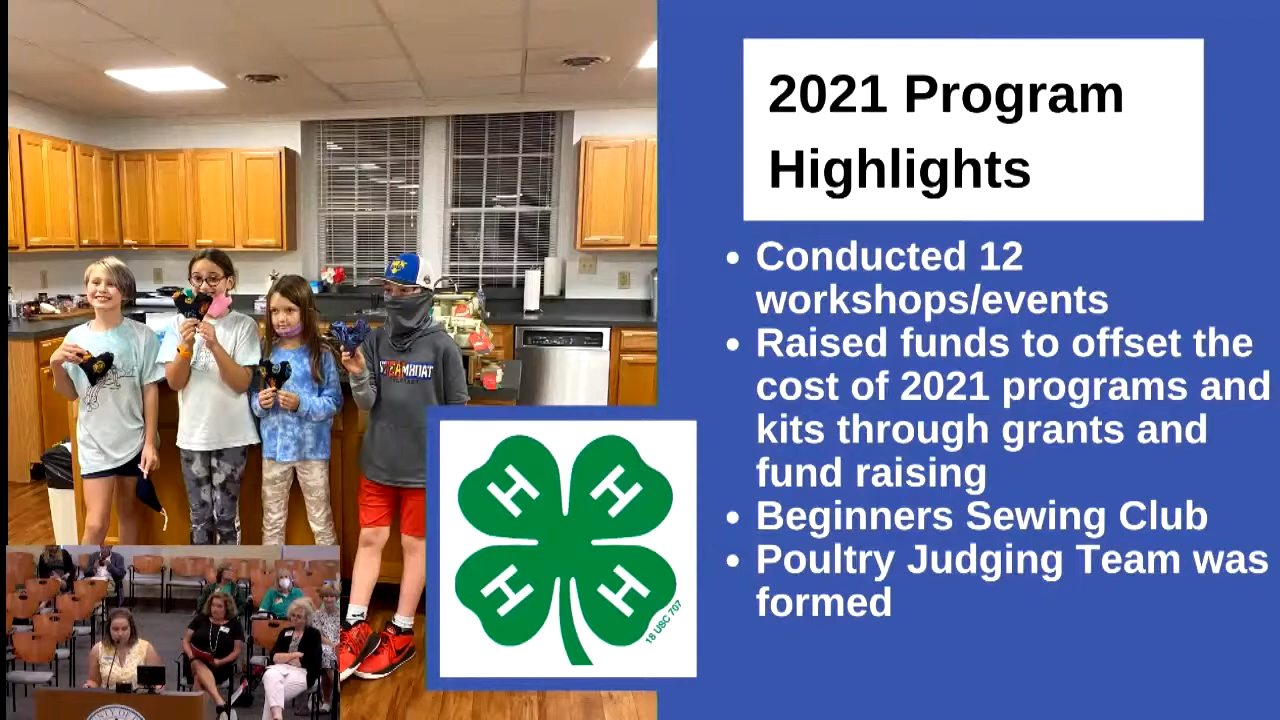 2021 Program
Highlights
• Conducted 12
workshops/events
• Raised funds to offset the
cost of 2021 programs and
kits through grants and
fund raising
• Beginners Sewing Club
• Poultry Judging Team was
formed
STEAMBOAT
H H
H H
18 USC 707